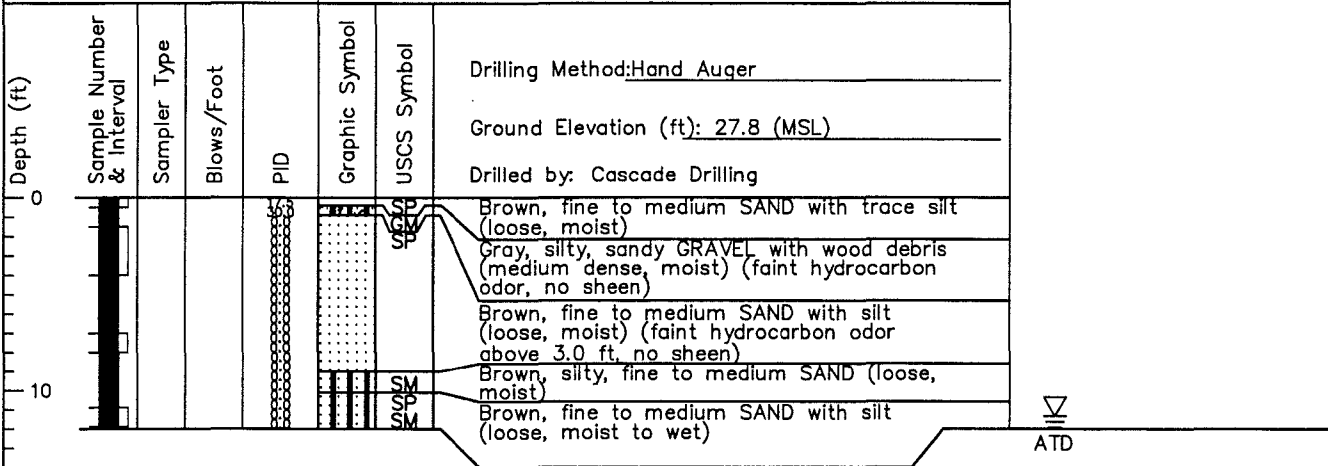 Depth (ft)
Sample Number
& Interval
Sampler Type
Blows/Foot
PID
Graphic Symbol
USCS Symbol
Drilling Method: Hand Auger
Ground Elevation (ft): 27.8 (MSL)
Drilled by: Cascade Drilling
0
SP
Brown, fine to medium SAND with trace silt
(loose, moist)
GM
SP
Gray, silty, sandy GRAVEL with wood debris
(medium dense, moist) (faint hydrocarbon
odor, no sheen)
Brown, fine to medium SAND with silt
(loose, moist) (faint hydrocarbon odor
above 3.0 ft, no sheen)
SM
Brown, silty, fine to medium SAND (loose,
moist)
10
SP
SM
Brown, fine to medium SAND with silt
(loose, moist to wet)
ATD